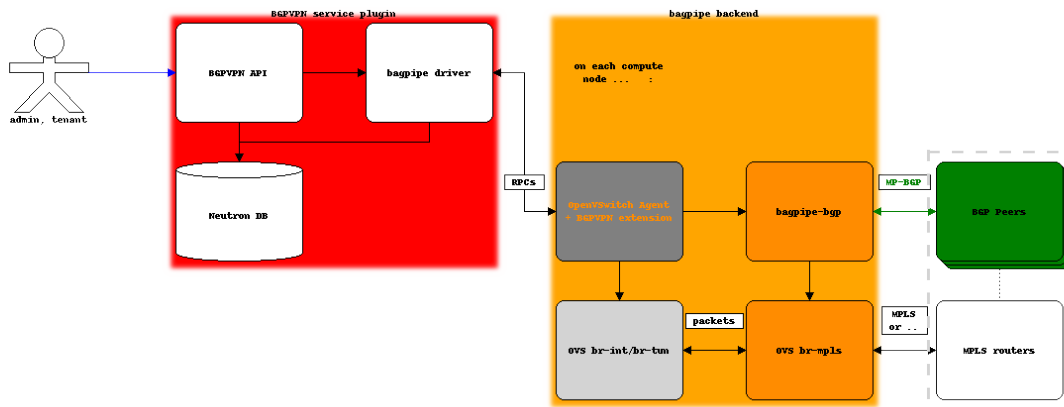 BGPVPN service plugin
bagpipe backend
BGPVPN API
bagpipe driver
on each compute
node ... :
admin, tenant
RPCs
MP-BGP
Neutron DB
OpenVSwitch Agent
+ BGPVPN extension
bagpipe-bgp
BGP Peers
packets
MPLS
or ..
OVS br-int/br-tun
OVS br-mpls
MPLS routers